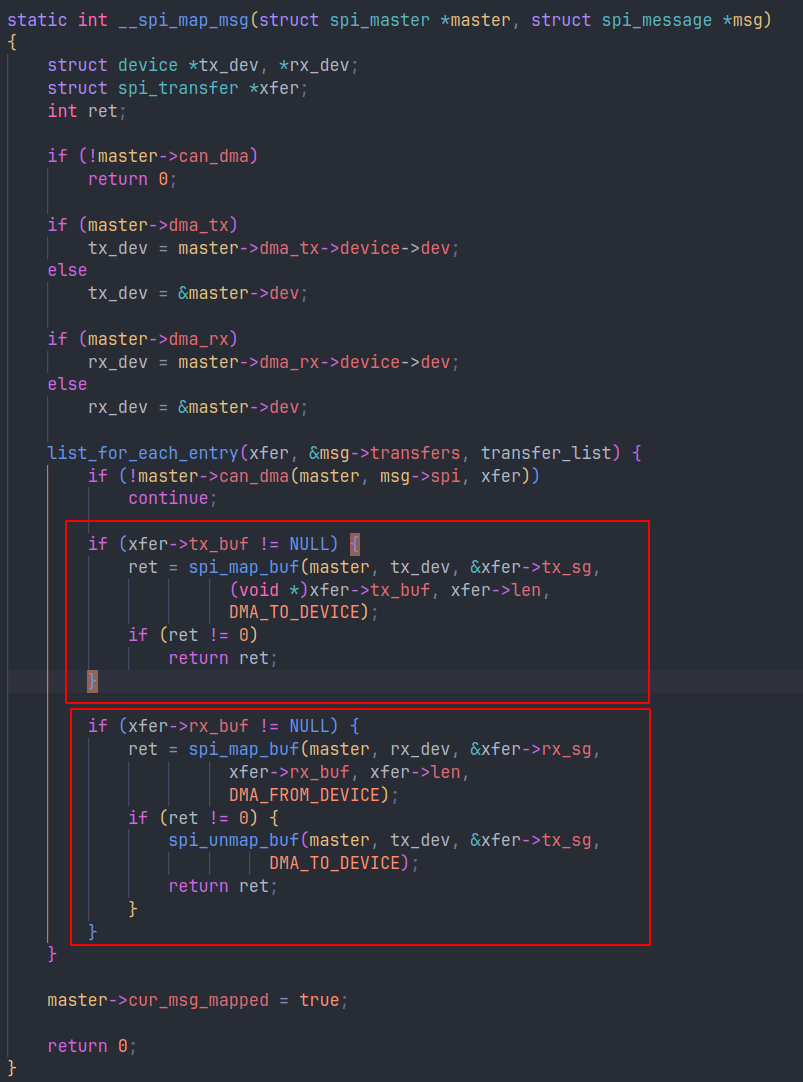 static int __spi_map_msg(struct spi_master *master, struct spi_message *msg)
{
    struct device *tx_dev, *rx_dev;
    struct spi_transfer *xfer;
    int ret;

    if (!master->can_dma)
        return 0;

    if (master->dma_tx)
        tx_dev = master->dma_tx->device->dev;
    else
        tx_dev = &master->dev;

    if (master->dma_rx)
        rx_dev = master->dma_rx->device->dev;
    else
        rx_dev = &master->dev;

    list_for_each_entry(xfer, &msg->transfers, transfer_list) {
        if (!master->can_dma(master, msg->spi, xfer))
            continue;

        if (xfer->tx_buf != NULL) {
            ret = spi_map_buf(master, tx_dev, &xfer->tx_sg,
                      (void *)xfer->tx_buf, xfer->len,
                      DMA_TO_DEVICE);
            if (ret != 0)
                return ret;
        }

        if (xfer->rx_buf != NULL) {
            ret = spi_map_buf(master, rx_dev, &xfer->rx_sg,
                      xfer->rx_buf, xfer->len,
                      DMA_FROM_DEVICE);
            if (ret != 0) {
                spi_unmap_buf(master, tx_dev, &xfer->tx_sg,
                          DMA_TO_DEVICE);
                return ret;
            }
        }
    }

    master->cur_msg_mapped = true;

    return 0;
}